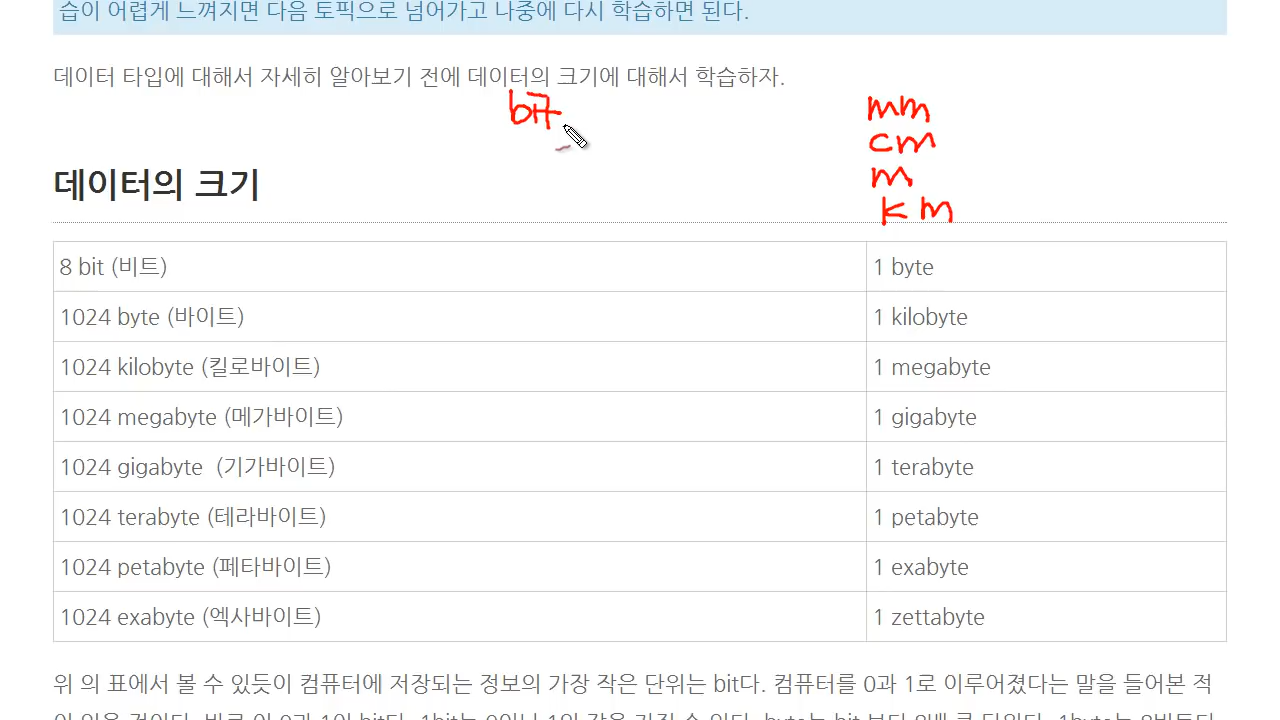 습이 어렵게 느껴지면 다음 토픽으로 넘어가고 나중에 다시 학습하면 된다.
데이터 타입에 대해서 자세히 알아보기 전에 데이터의 크기에 대해서 학습하자.
bit
mm
cm
m
km
데이터의 크기
8 bit (비트) 1 byte
1024 byte (바이트) 1 kilobyte
1024 kilobyte (킬로바이트) 1 megabyte
1024 megabyte (메가바이트) 1 gigabyte
1024 gigabyte (기가바이트) 1 terabyte
1024 terabyte (테라바이트) 1 petabyte
1024 petabyte (페타바이트) 1 exabyte
1024 exabyte (엑사바이트) 1 zettabyte
위 의 표에서 볼 수 있듯이 컴퓨터에 저장되는 정보의 가장 작은 단위는 bit다. 컴퓨터를 0과 1로 이루어졌다는 말을 들어본 적